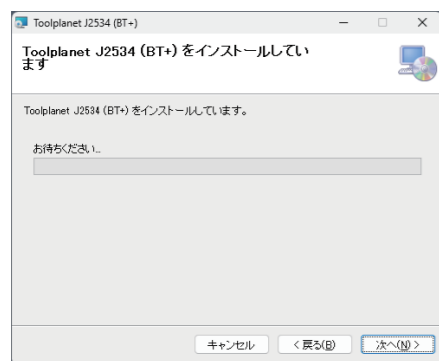 Toolplanet J2534 (BT+)
Toolplanet J2534 (BT+) をインストールしてい
ます
Toolplanet J2534 (BT+) をインストールしています。
お待ちください...
キャンセル
< 戻る(B)
次へ(N) >